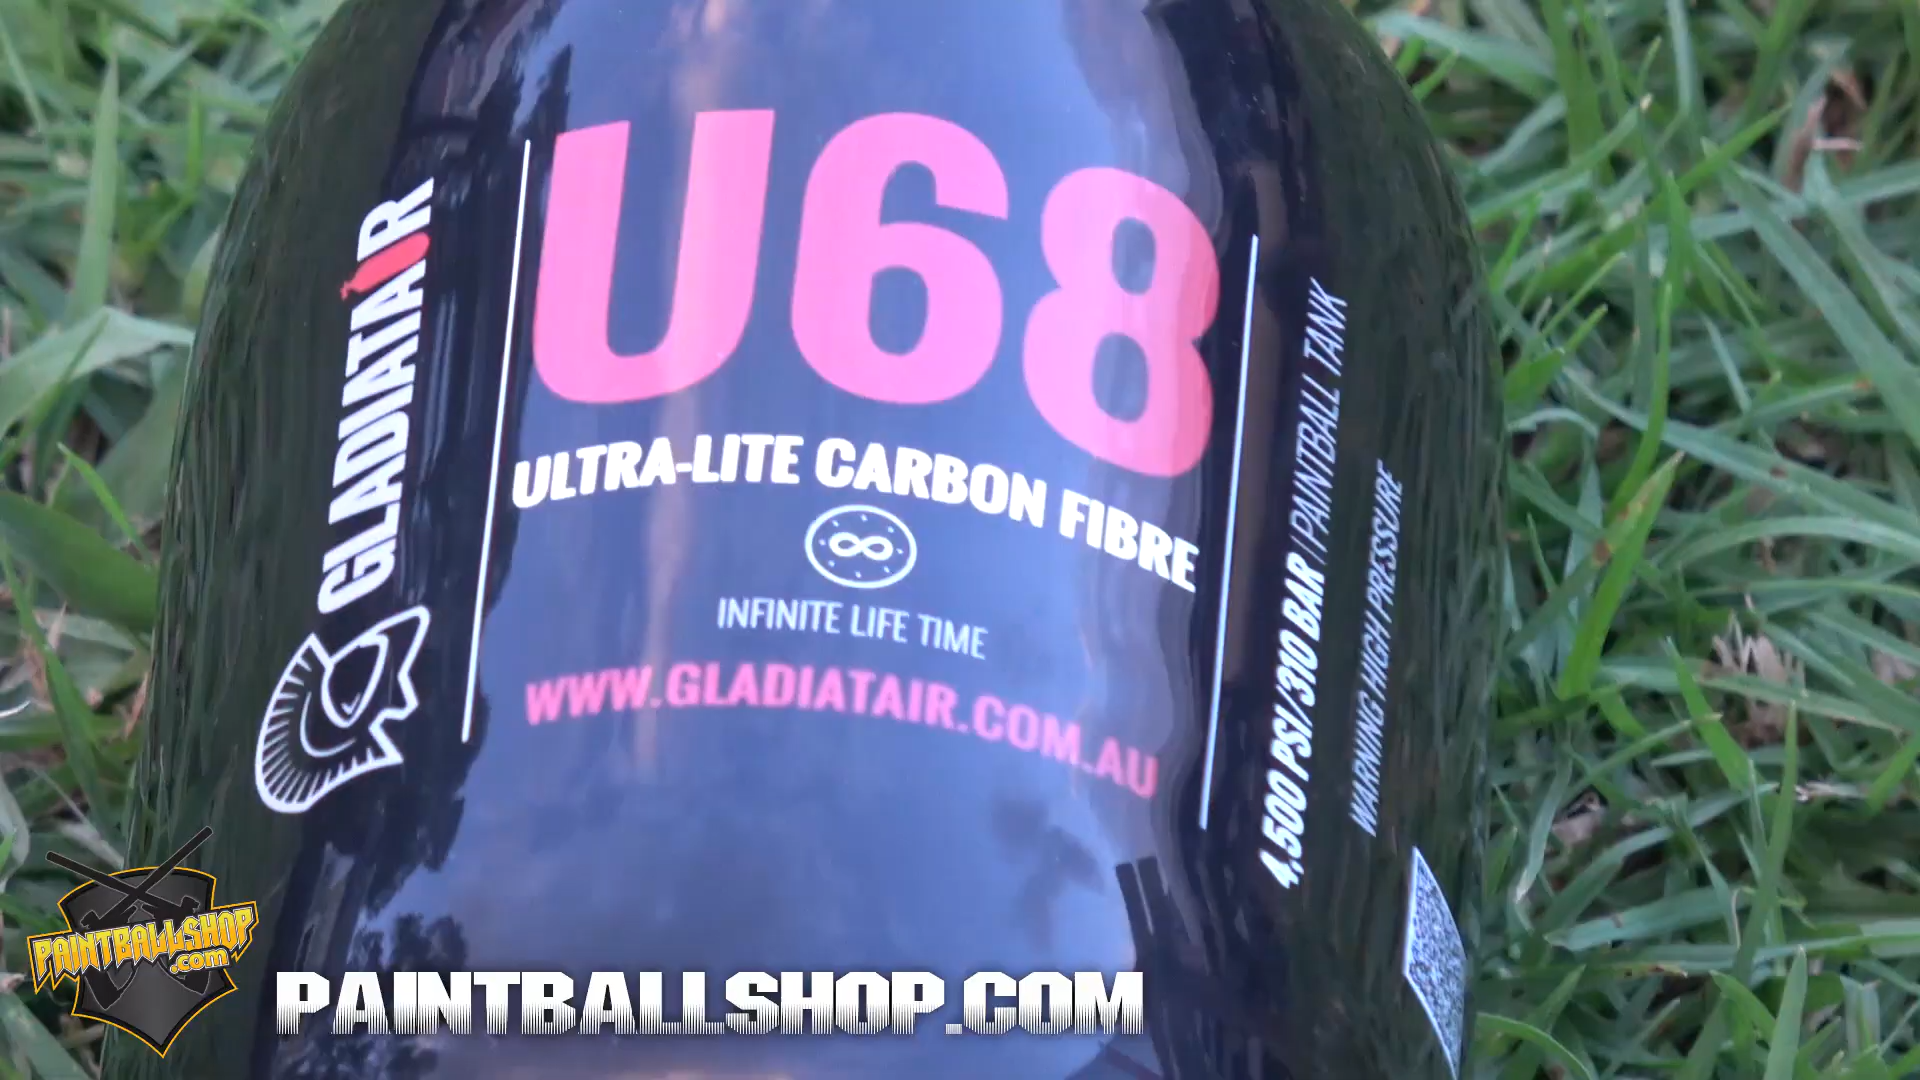 GLADIATAIR
U68
ULTRA-LITE CARBON FIBRE
INFINITE LIFE TIME
WWW.GLADIATAIR.COM.AU
4,500 PSI/310 BAR / PAINTBALL TANK
WARNING HIGH PRESSURE
PAINTBALLSHOP
.com
PAINTBALLSHOP.COM